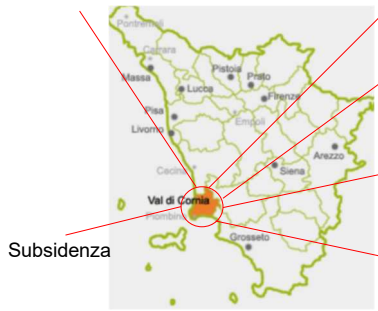 Pontremoli
Carrara
Massa
Pistoia
Prato
Lucca
Firenze
Pisa
Empoli
Livorno
Arezzo
Cecina
Siena
Val di Cornia
Piombino
Subsidenza
Grosseto